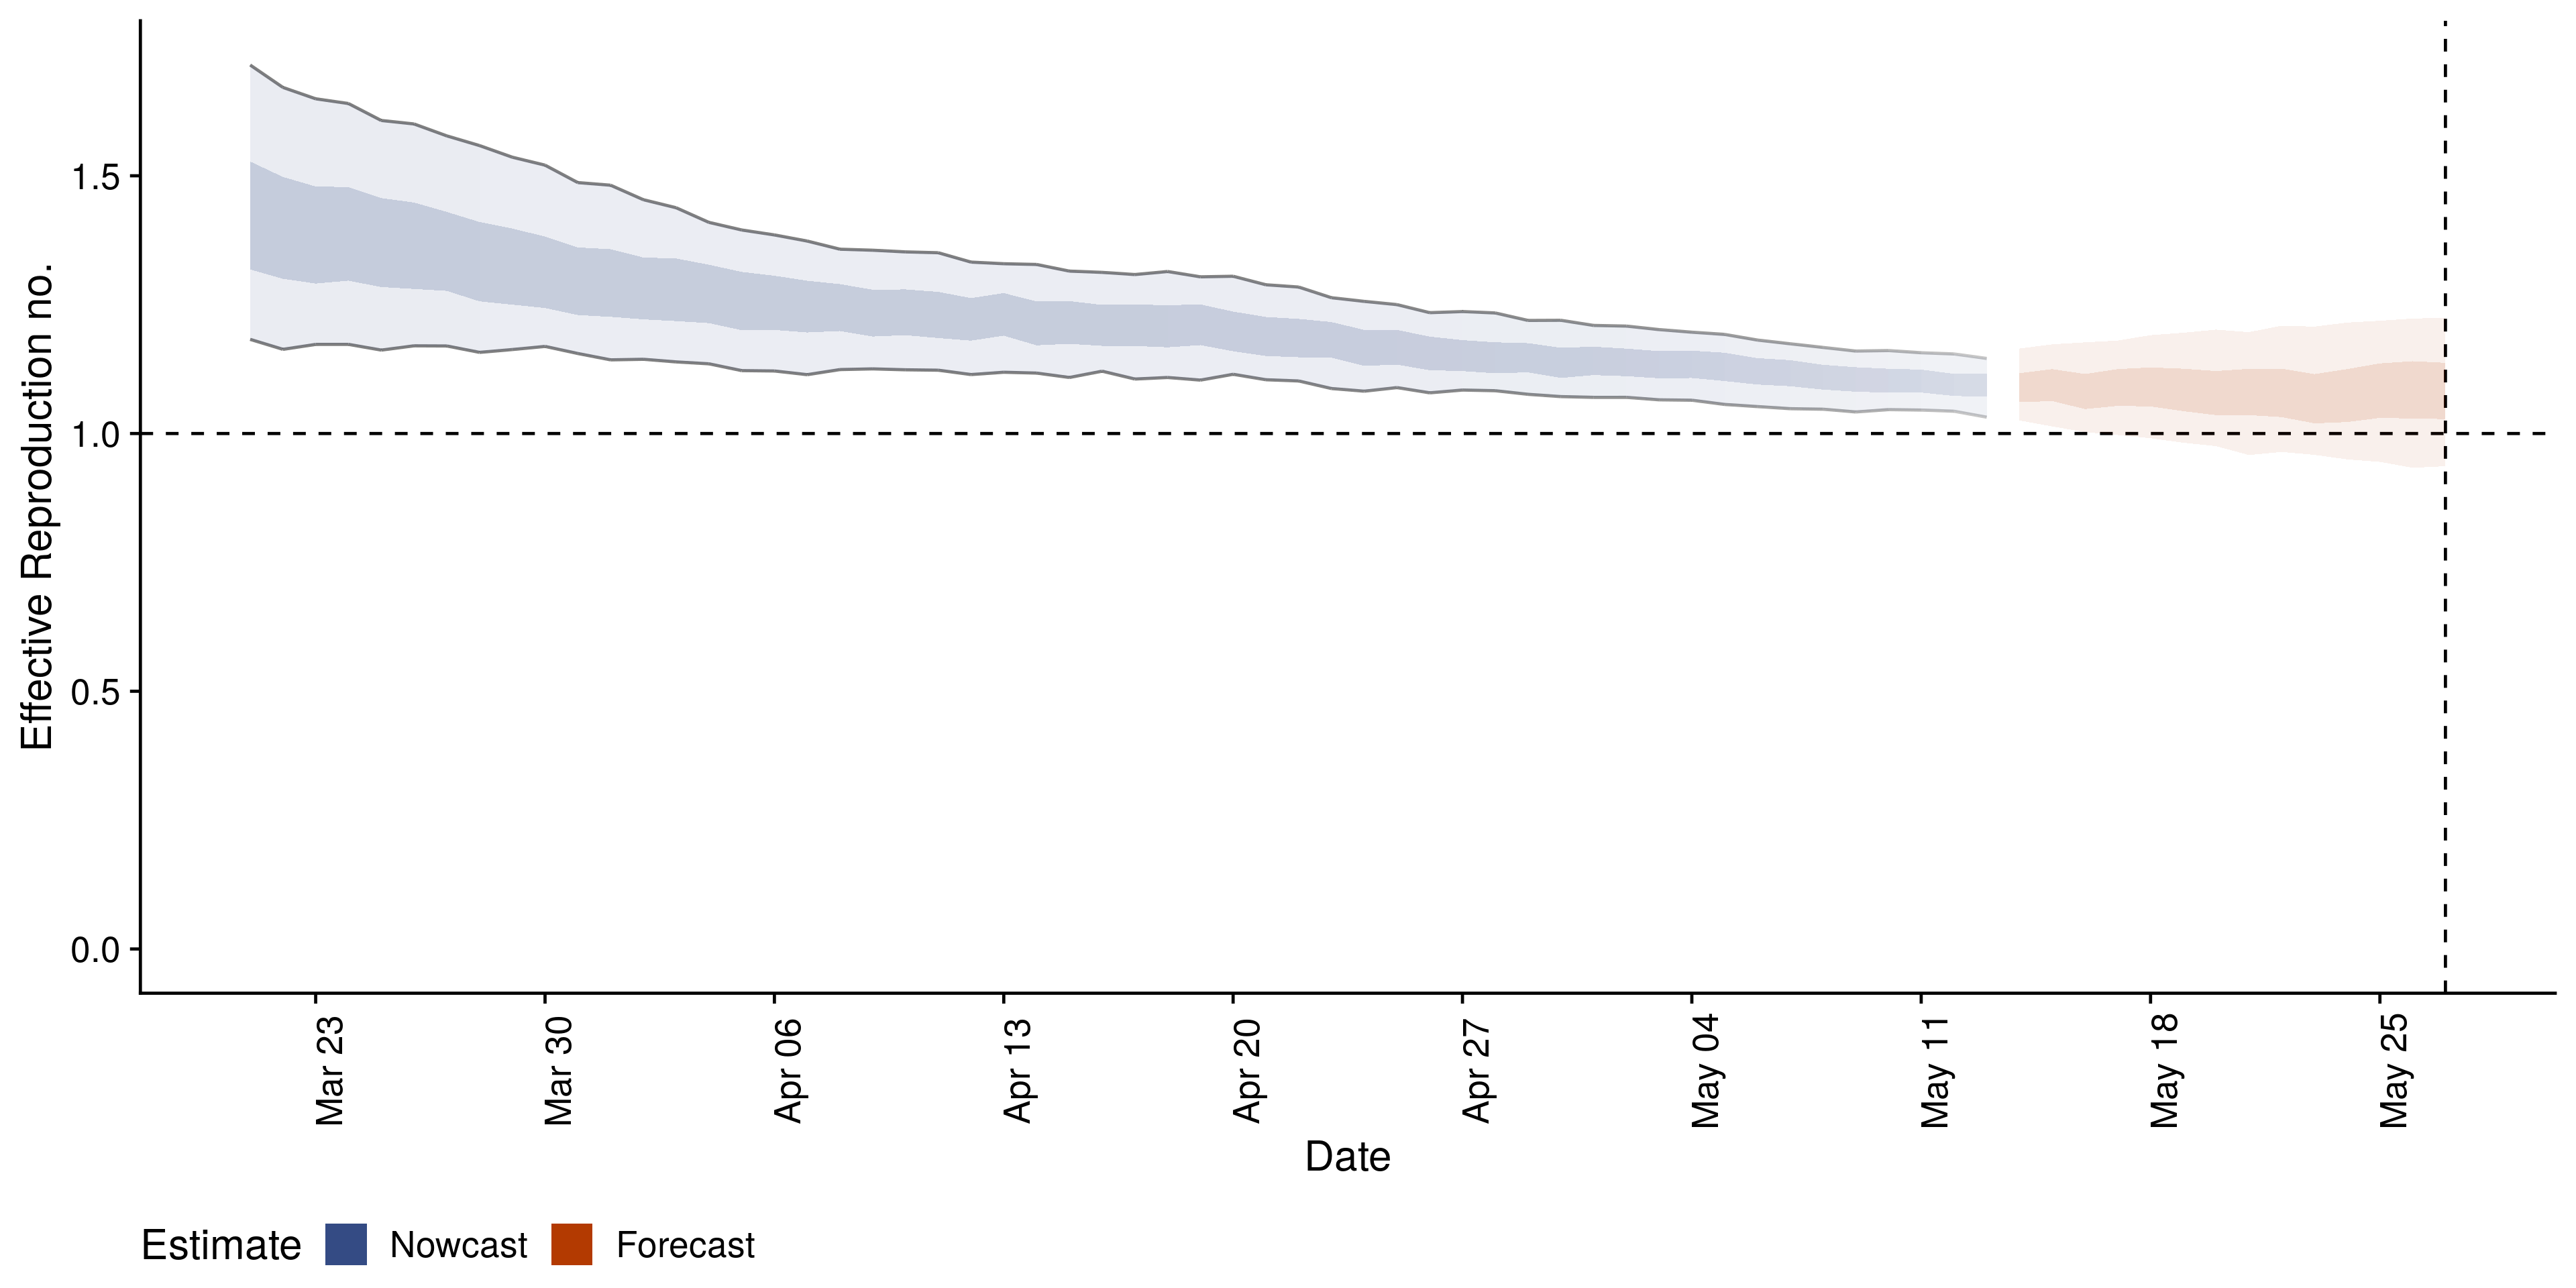 Effective Reproduction no.
1.5
1.0
0.5
0.0
Mar 23
Mar 30
Apr 06
Apr 13
Apr 20
Apr 27
May 04
May 11
May 18
May 25
Date
Estimate Nowcast Forecast